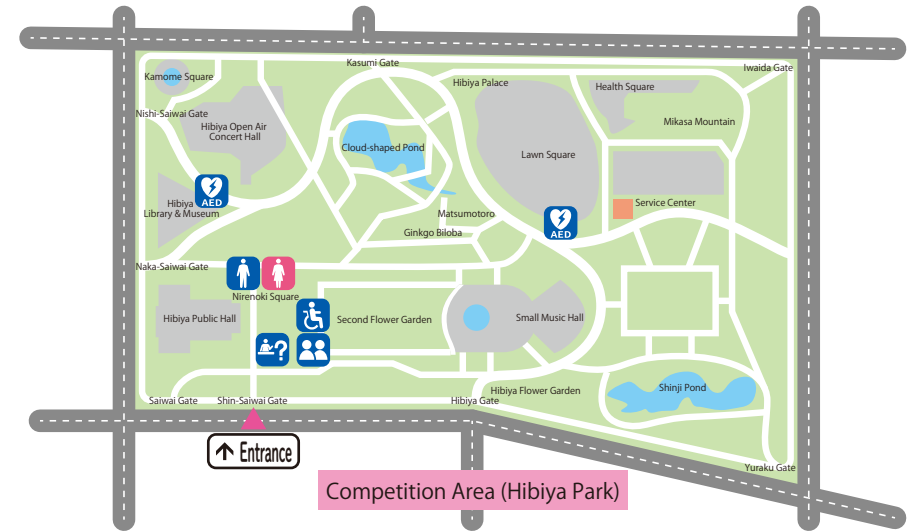 Kasumi Gate
Iwaida Gate
Kamome Square
Hibiya Palace
Health Square
Nishi-Saiwai Gate
Mikasa Mountain
Hibiya Open Air
Concert Hall
Cloud-shaped Pond
Lawn Square
AED
Hibiya
Library & Museum
Service Center
Matsumotoro
AED
Ginkgo Biloba
Naka-Saiwai Gate
Nirenoki Square
Hibiya Public Hall
Second Flower Garden
Small Music Hall
?
Hibiya Flower Garden
Shinji Pond
Saiwai Gate
Shin-Saiwai Gate
Hibiya Gate
Entrance
Yuraku Gate
Competition Area (Hibiya Park)